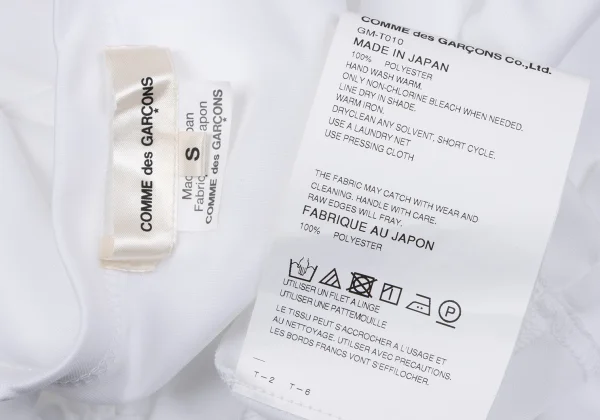 COMME des GARÇONS
S
Made in Japan
Fabriqué au Japon
COMME des GARÇONS
COMME des GARÇONS Co.,Ltd.
GM-T010
MADE IN JAPAN
100% POLYESTER
HAND WASH WARM.
ONLY NON-CHLORINE BLEACH WHEN NEEDED.
LINE DRY IN SHADE.
WARM IRON.
DRYCLEAN ANY SOLVENT, SHORT CYCLE.
USE A LAUNDRY NET
USE PRESSING CLOTH
THE FABRIC MAY CATCH WITH WEAR AND
CLEANING. HANDLE WITH CARE.
RAW EDGES WILL FRAY.
FABRIQUE AU JAPON
100% POLYESTER
P
UTILISER UN FILET A LINGE
UTILISER UNE PATTEMOUILLE
LE TISSU PEUT S'ACCROCHER A L'USAGE ET
AU NETTOYAGE. UTILISER AVEC PRECAUTIONS.
LES BORDS FRANCS VONT S'EFFILOCHER.
T-2 T-6